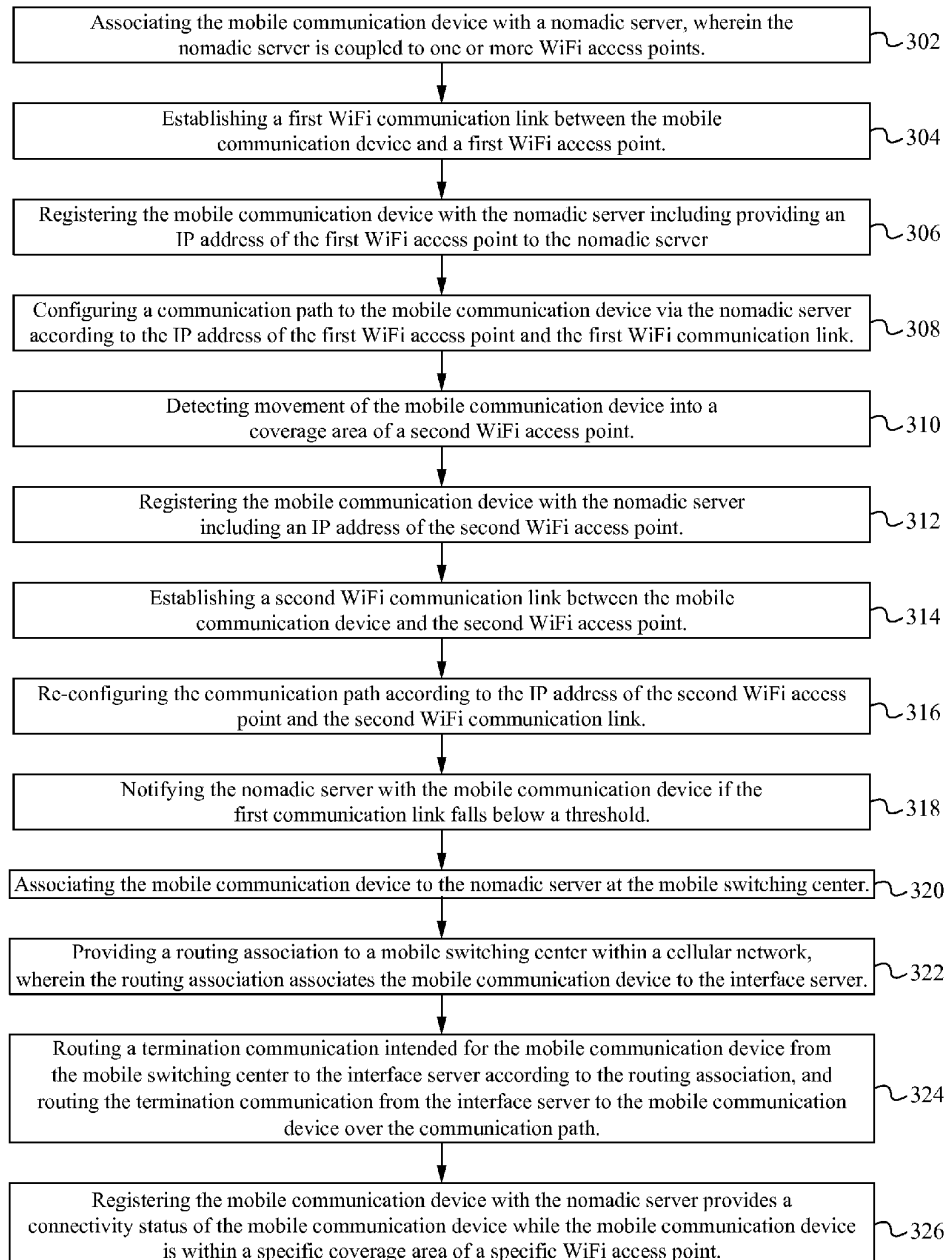 Associating the mobile communication device with a nomadic server, wherein
the nomadic server is coupled to one or more WiFi access points.
302
Establishing a first WiFi communication link between the mobile
communication device and a first WiFi access point.
304
Registering the mobile communication device with the nomadic server including providing an
IP address of the first WiFi access point to the nomadic server
306
Configuring a communication path to the mobile communication device via the nomadic server
according to the IP address of the first WiFi access point and the first WiFi communication link.
308
Detecting movement of the mobile communication device into a
coverage area of a second WiFi access point.
310
Registering the mobile communication device with the nomadic server
including an IP address of the second WiFi access point.
312
Establishing a second WiFi communication link between the mobile
communication device and the second WiFi access point.
314
Re-configuring the communication path according to the IP address of the second WiFi access
point and the second WiFi communication link.
316
Notifying the nomadic server with the mobile communication device if the
first communication link falls below a threshold.
318
Associating the mobile communication device to the nomadic server at the mobile switching center.
320
Providing a routing association to a mobile switching center within a cellular network,
wherein the routing association associates the mobile communication device to the interface server.
322
Routing a termination communication intended for the mobile communication device from
the mobile switching center to the interface server according to the routing association, and
routing the termination communication from the interface server to the mobile communication
device over the communication path.
324
Registering the mobile communication device with the nomadic server provides a
connectivity status of the mobile communication device while the mobile communication device
is within a specific coverage area of a specific WiFi access point.
326